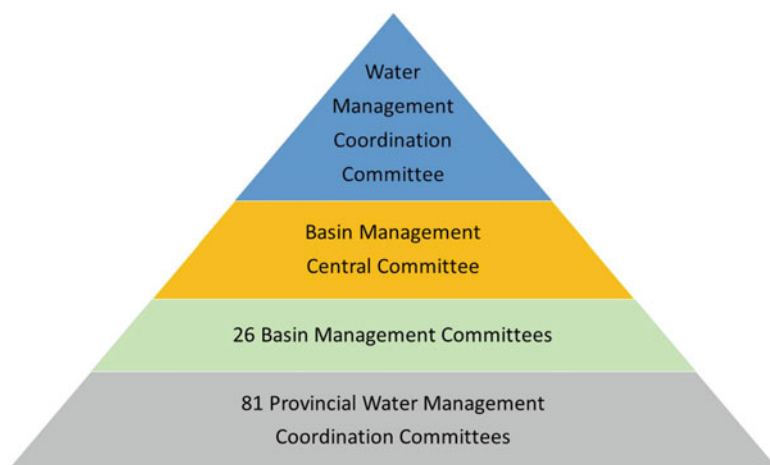 Water
Management
Coordination
Committee
Basin Management
Central Committee
26 Basin Management Committees
81 Provincial Water Management
Coordination Committees